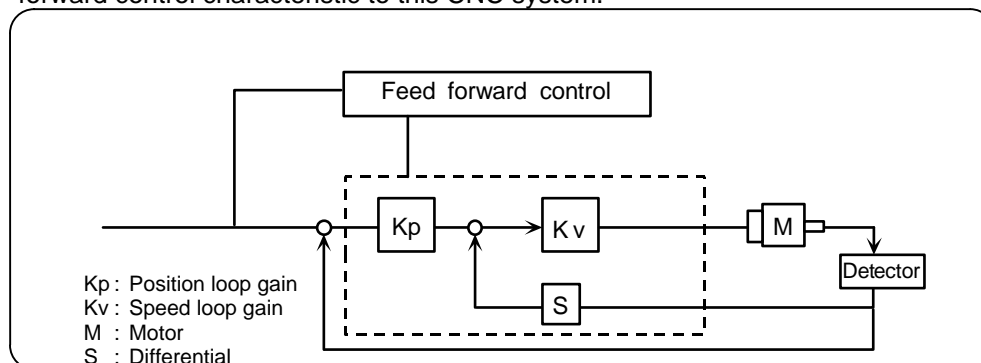 forward control characteristic to this CNC system.
Feed forward control
Kp
Kv
M
Detector
S
Kp : Position loop gain
Kv : Speed loop gain
M : Motor
S : Differential